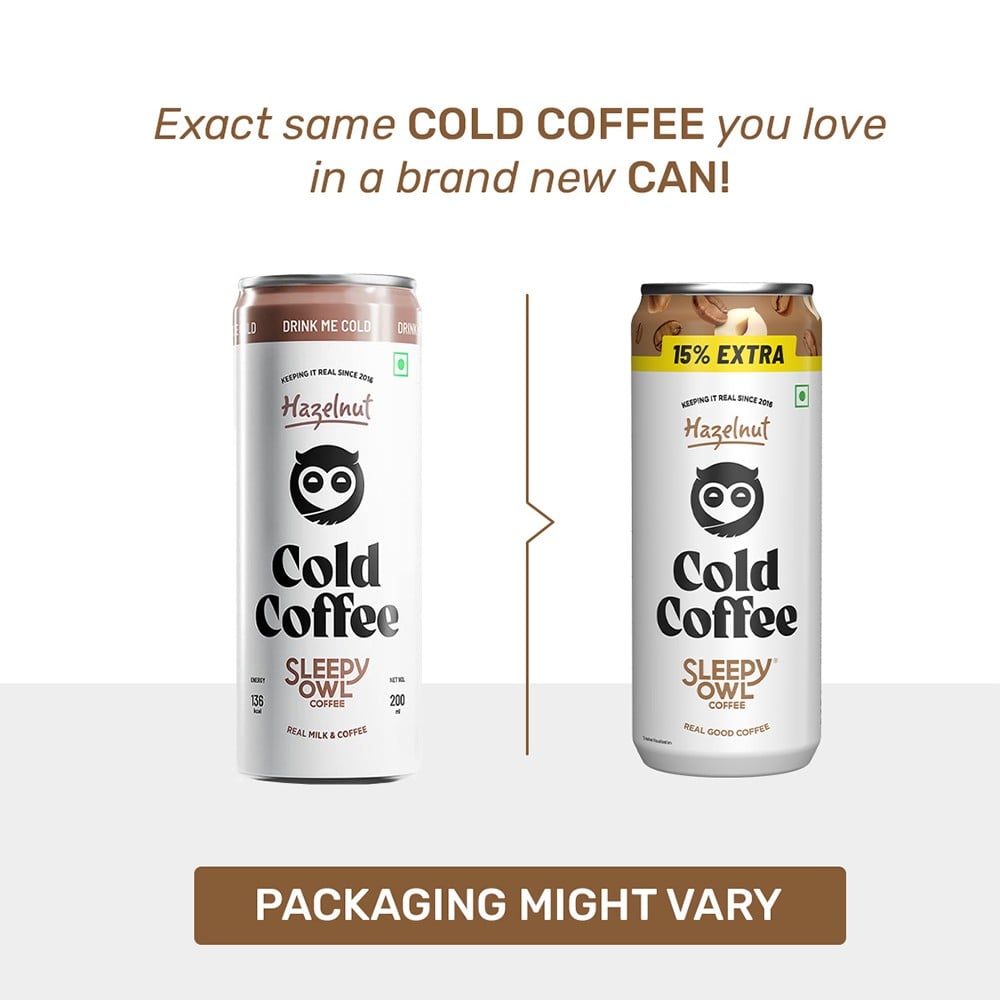 Exact same COLD COFFEE you love
in a brand new CAN!
DRINK ME COLD
KEEPING IT REAL SINCE 2016
Hazelnut
Cold
Coffee
SLEEPY
OWL
COFFEE
ENERGY
136
kcal
NET VOL.
200
ml
REAL MILK & COFFEE
15% EXTRA
KEEPING IT REAL SINCE 2016
Hazelnut
Cold
Coffee
SLEEPY®
OWL
COFFEE
REAL GOOD COFFEE
PACKAGING MIGHT VARY